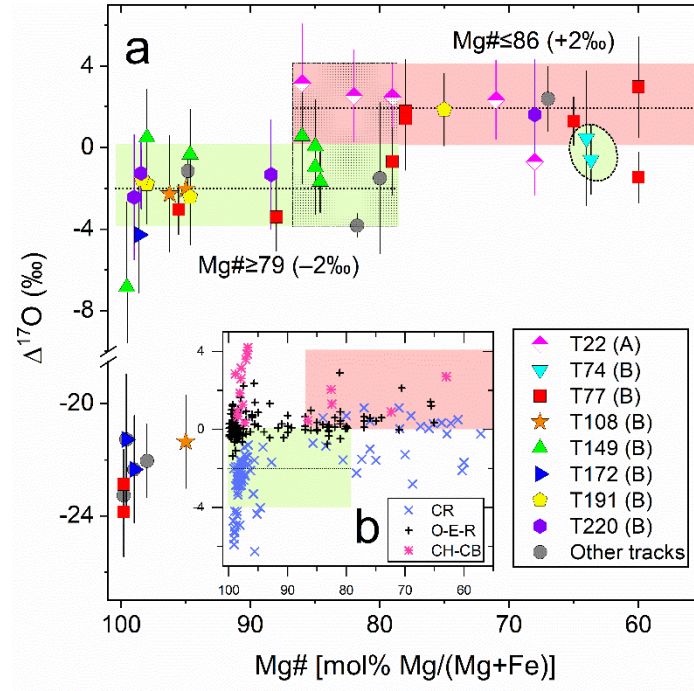 a
Mg#≤86 (+2‰)
4
0
-4
-8
-20
-24
Δ¹⁷O (‰)
Mg#≥79 (–2‰)
4
0
-4
b
CR
O-E-R
CH-CB
100 90 80 70 60
T22 (A)
T74 (B)
T77 (B)
T108 (B)
T149 (B)
T172 (B)
T191 (B)
T220 (B)
Other tracks
100 90 80 70 60
Mg# [mol% Mg/(Mg+Fe)]